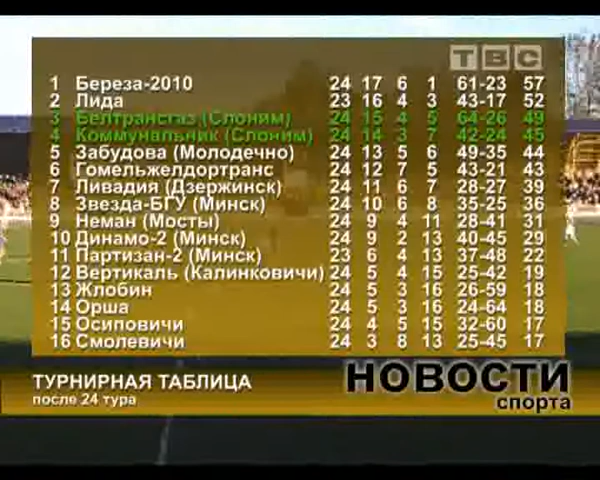 ТВС
1 Береза-2010 24 17 6 1 61-23 57
2 Лида 23 16 4 3 43-17 52
3 Белтрансгаз (Слоним) 24 15 4 5 64-26 49
4 Коммунальник (Слоним) 24 14 3 7 42-24 45
5 Забудова (Молодечно) 24 13 5 6 49-35 44
6 Гомельжелдортранс 24 12 7 5 43-21 43
7 Ливадия (Дзержинск) 24 11 6 7 28-27 39
8 Звезда-БГУ (Минск) 24 10 6 8 35-25 36
9 Неман (Мосты) 24 9 4 11 28-41 31
10 Динамо-2 (Минск) 24 9 2 13 40-45 29
11 Партизан-2 (Минск) 23 6 4 13 37-48 22
12 Вертикаль (Калинковичи) 24 5 4 15 25-42 19
13 Жлобин 24 5 3 16 26-59 18
14 Орша 24 5 3 16 24-64 18
15 Осиповичи 24 4 5 15 32-60 17
16 Смолевичи 24 3 8 13 25-45 17
ТУРНИРНАЯ ТАБЛИЦА
после 24 тура
НОВОСТИ
спорта